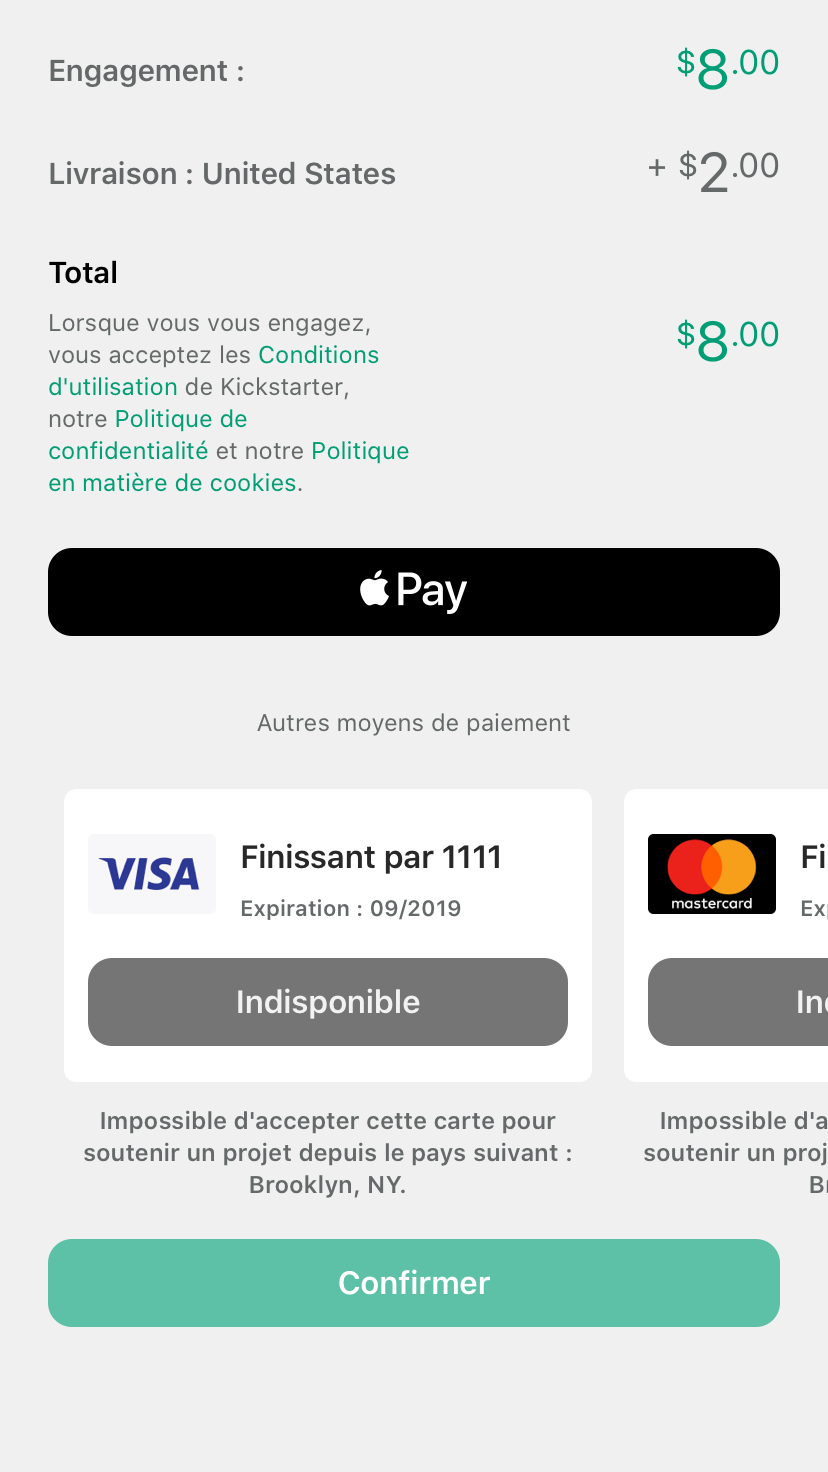 Engagement : $8.00
Livraison : United States + $2.00
Total
Lorsque vous vous engagez,
vous acceptez les Conditions
d'utilisation de Kickstarter,
notre Politique de
confidentialité et notre Politique
en matière de cookies.
$8.00
Pay
Autres moyens de paiement
VISA
Finissant par 1111
Expiration : 09/2019
Indisponible
Impossible d'accepter cette carte pour
soutenir un projet depuis le pays suivant :
Brooklyn, NY.
mastercard
Fi
Ex
In
Impossible d'a
soutenir un proj
B
Confirmer